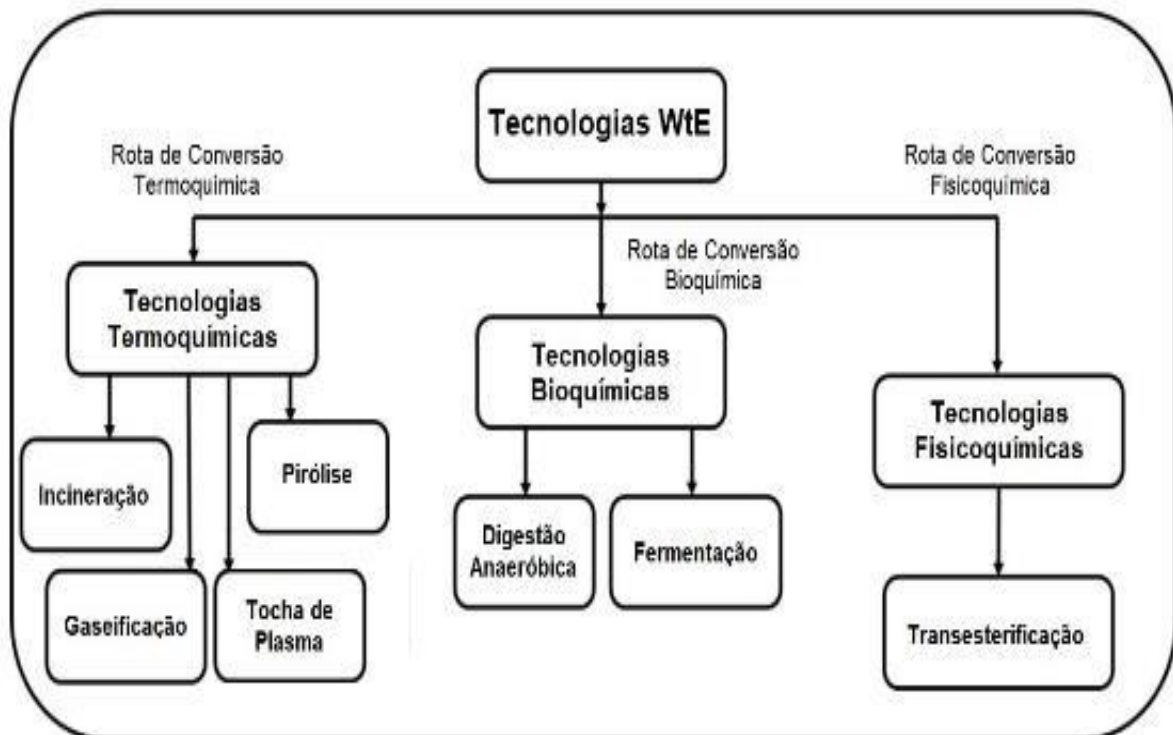 Tecnologias WtE
Rota de Conversão
Termoquímica
Rota de Conversão
Fisicoquímica
Rota de Conversão
Bioquímica
Tecnologias
Termoquímicas
Tecnologias
Bioquímicas
Tecnologias
Fisicoquímicas
Incineração
Pirólise
Gaseificação
Tocha de
Plasma
Digestão
Anaeróbica
Fermentação
Transesterificação